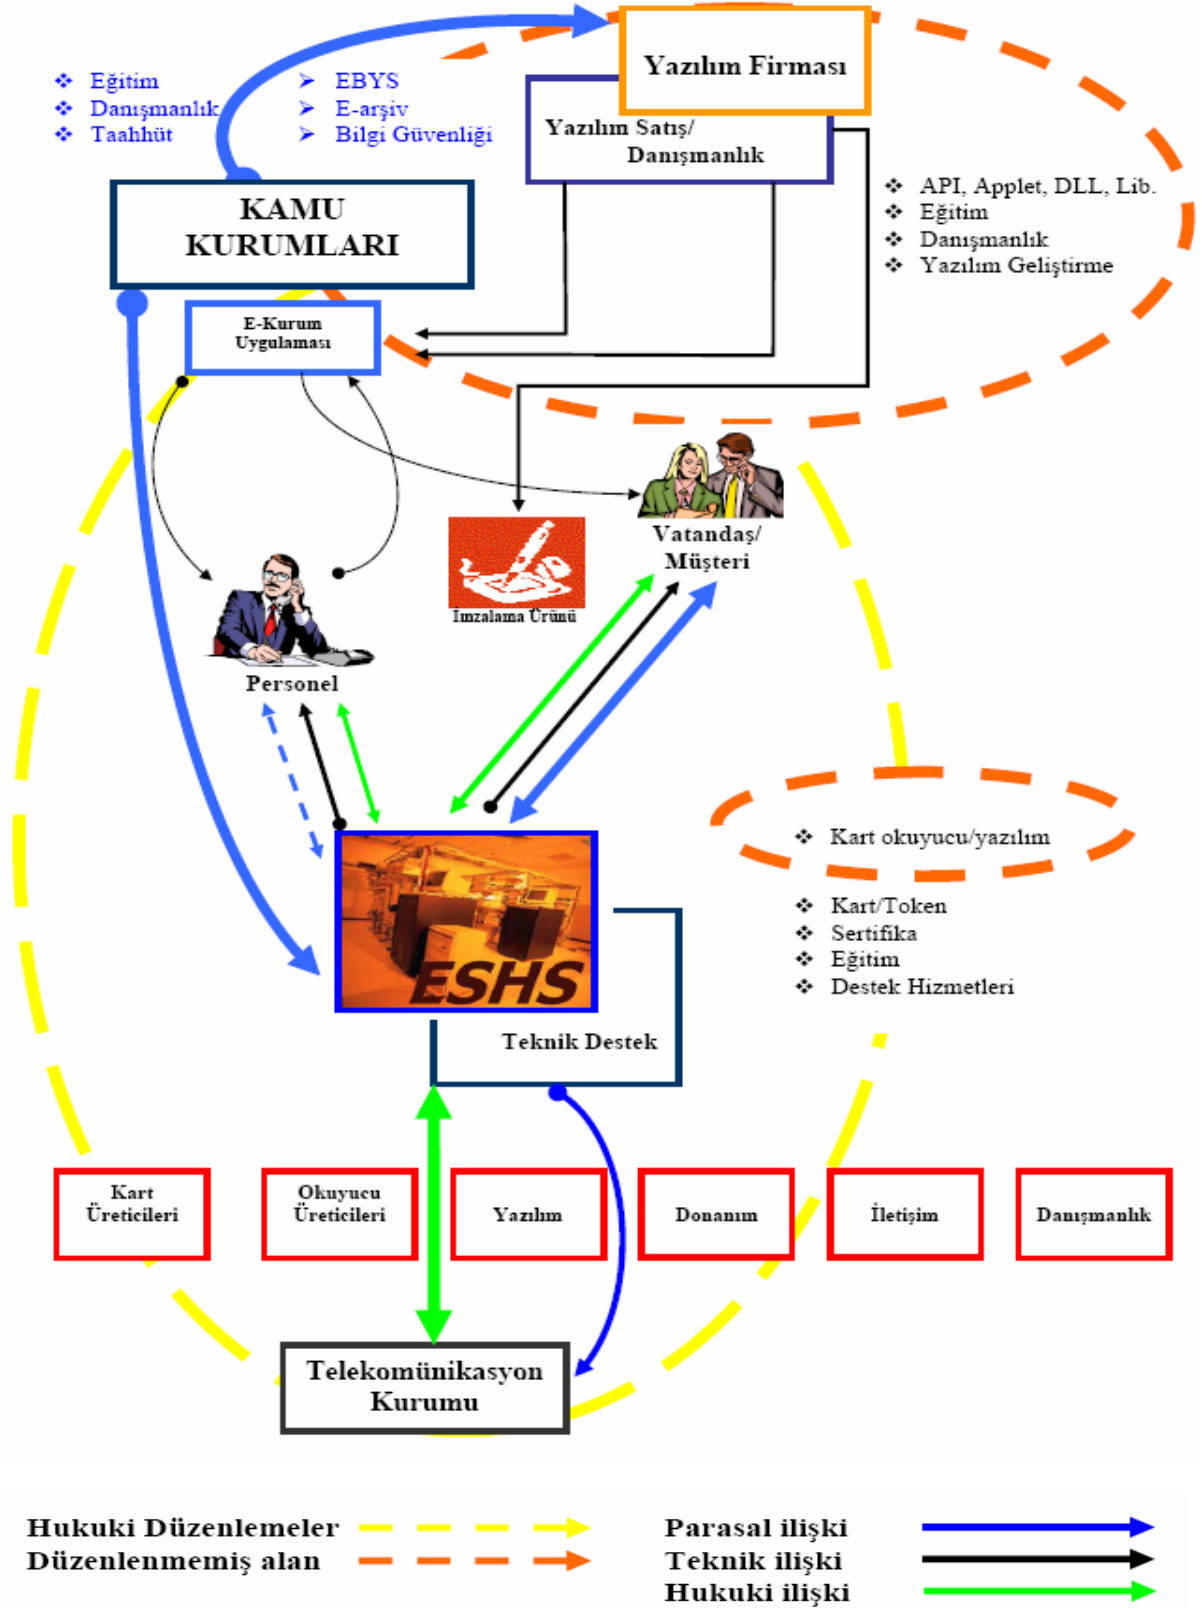 Yazılım Firması
❖ Eğitim
❖ Danışmanlık
❖ Taahhüt
➢ EBYS
➢ E-arşiv
➢ Bilgi Güvenliği
Yazılım Satış/
Danışmanlık
❖ API, Applet, DLL, Lib.
❖ Eğitim
❖ Danışmanlık
❖ Yazılım Geliştirme
KAMU
KURUMLARI
E-Kurum
Uygulaması
Vatandaş/
Müşteri
İmzalama Ürünü
Personel
❖ Kart okuyucu/yazılım
❖ Kart/Token
❖ Sertifika
❖ Eğitim
❖ Destek Hizmetleri
ESHS
Teknik Destek
Kart
Üreticileri
Okuyucu
Üreticileri
Yazılım
Donanım
İletişim
Danışmanlık
Telekomünikasyon
Kurumu
Hukuki Düzenlemeler
Düzenlenmemiş alan
Parasal ilişki
Teknik ilişki
Hukuki ilişki